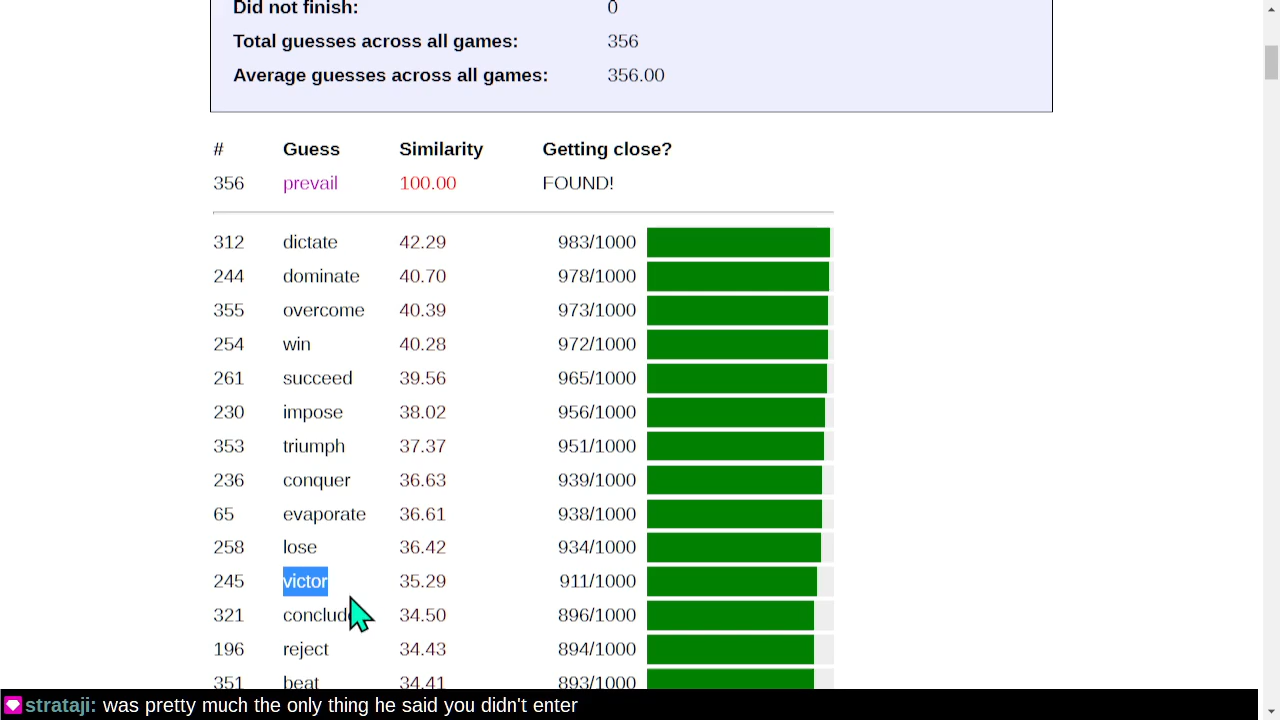 Did not finish: 0
Total guesses across all games: 356
Average guesses across all games: 356.00
# Guess Similarity Getting close?
356 prevail 100.00 FOUND!
312 dictate 42.29 983/1000
244 dominate 40.70 978/1000
355 overcome 40.39 973/1000
254 win 40.28 972/1000
261 succeed 39.56 965/1000
230 impose 38.02 956/1000
353 triumph 37.37 951/1000
236 conquer 36.63 939/1000
65 evaporate 36.61 938/1000
258 lose 36.42 934/1000
245 victor 35.29 911/1000
321 conclude 34.50 896/1000
196 reject 34.43 894/1000
351 beat 34.41 893/1000
strataji: was pretty much the only thing he said you didn't enter